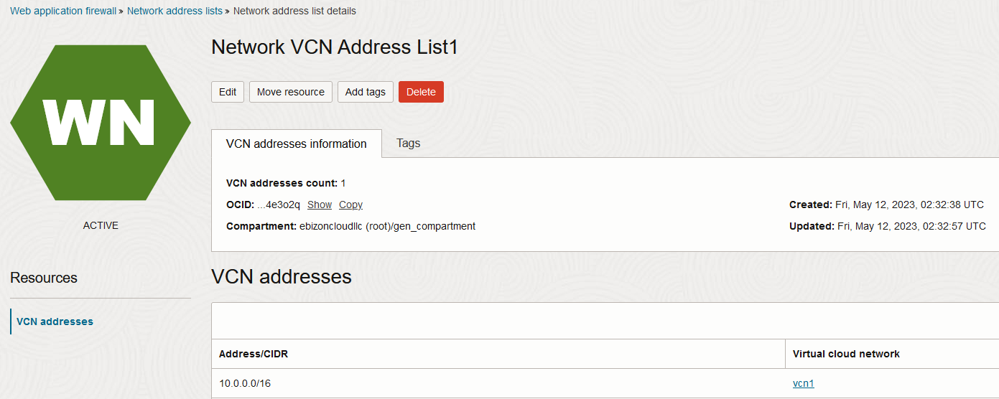 Web application firewall » Network address lists » Network address list details
WN
ACTIVE
Network VCN Address List1
Edit Move resource Add tags Delete
VCN addresses information Tags
VCN addresses count: 1
OCID: ...4e3o2q Show Copy
Created: Fri, May 12, 2023, 02:32:38 UTC
Compartment: ebizoncloudllc (root)/gen_compartment
Updated: Fri, May 12, 2023, 02:32:57 UTC
Resources
VCN addresses
VCN addresses
Address/CIDR Virtual cloud network
10.0.0.0/16 vcn1